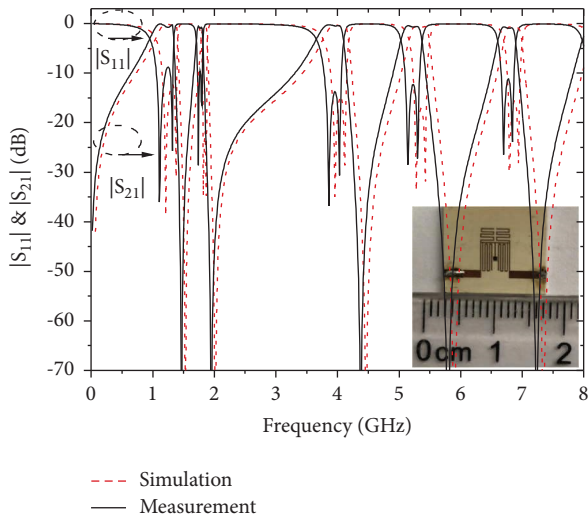 0
-10
-20
-30
-40
-50
-60
-70
|S11| & |S21| (dB)
|S11|
|S21|
0cm 1 2
0 1 2 3 4 5 6 7 8
Frequency (GHz)
Simulation
Measurement